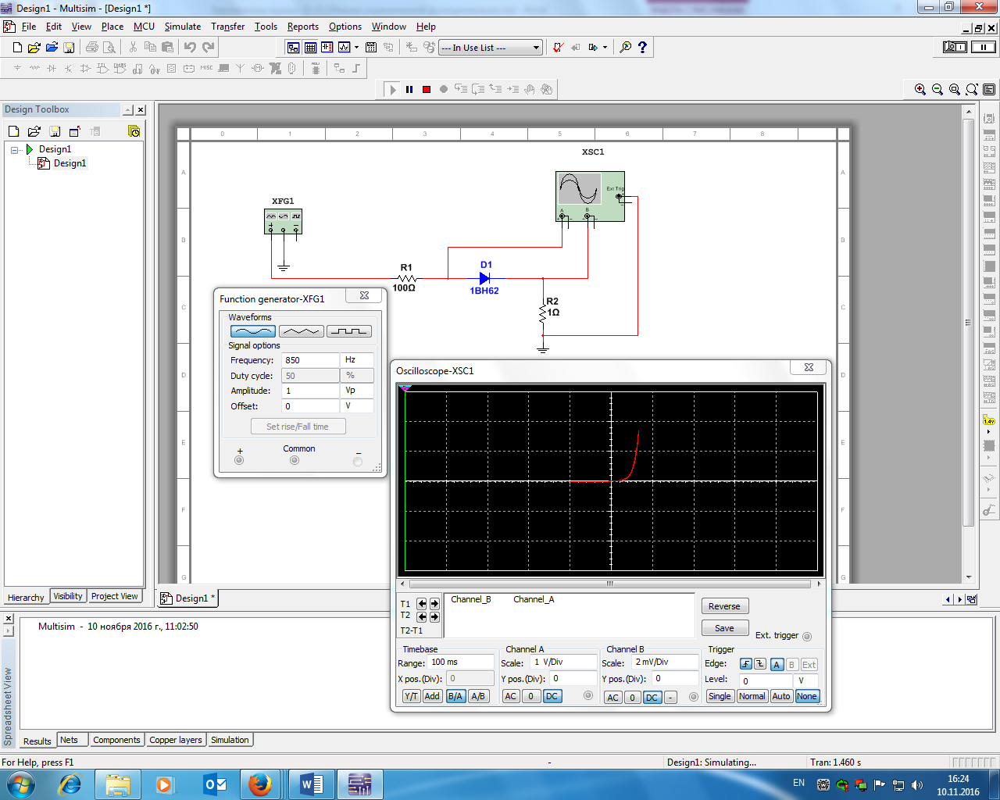 Design1 - Multisim - [Design1 *]
File Edit View Place MCU Simulate Transfer Tools Reports Options Window Help
--- In Use List ---
MISC
Design Toolbox
Design1
Design1
Hierarchy Visibility Project View
0 1 2 3 4 5 6 7 8
A
B
C
D
E
F
G
A
B
C
D
E
F
G
XSC1
Ext Trig
A B
XFG1
R1
100Ω
D1
1BH62
R2
1Ω
Function generator-XFG1
Waveforms
Signal options
Frequency: 850 Hz
Duty cycle: 50 %
Amplitude: 1 Vp
Offset: 0 V
Set rise/Fall time
+ Common −
Oscilloscope-XSC1
T1
T2
T2-T1
Channel_B Channel_A
Reverse
Save
Ext. trigger
Timebase
Range: 100 ms
X pos.(Div): 0
Y/T Add B/A A/B
Channel A
Scale: 1 V/Div
Y pos.(Div): 0
AC 0 DC
Channel B
Scale: 2 mV/Div
Y pos.(Div): 0
AC 0 DC -
Trigger
Edge: A B Ext
Level: 0 V
Single Normal Auto None
1.4v
Design1 *
Multisim - 10 ноября 2016 г., 11:02:50
Spreadsheet View
Results Nets Components Copper layers Simulation
For Help, press F1 - Design1: Simulating... Tran: 1.460 s
EN
16:24
10.11.2016